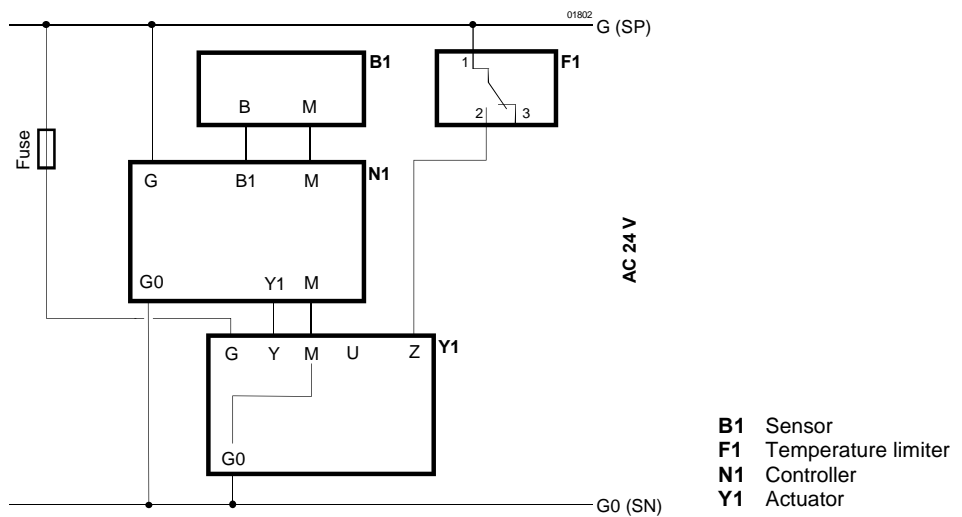 01802
G (SP)
B1
F1
1
B M
2 3
Fuse
N1
G B1 M
AC 24 V
G0 Y1 M
Y1
G Y M U Z
G0
B1 Sensor
F1 Temperature limiter
N1 Controller
Y1 Actuator
G0 (SN)